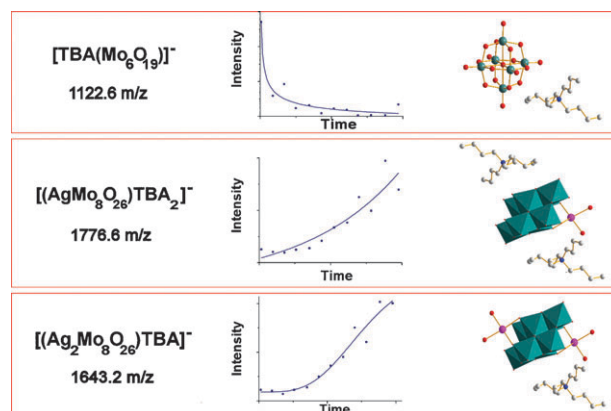 [TBA(Mo₆O₁₉)]⁻
1122.6 m/z
Intensity
Time
[(AgMo₈O₂₆)TBA₂]⁻
1776.6 m/z
Intensity
Time
[(Ag₂Mo₈O₂₆)TBA]⁻
1643.2 m/z
Intensity
Time